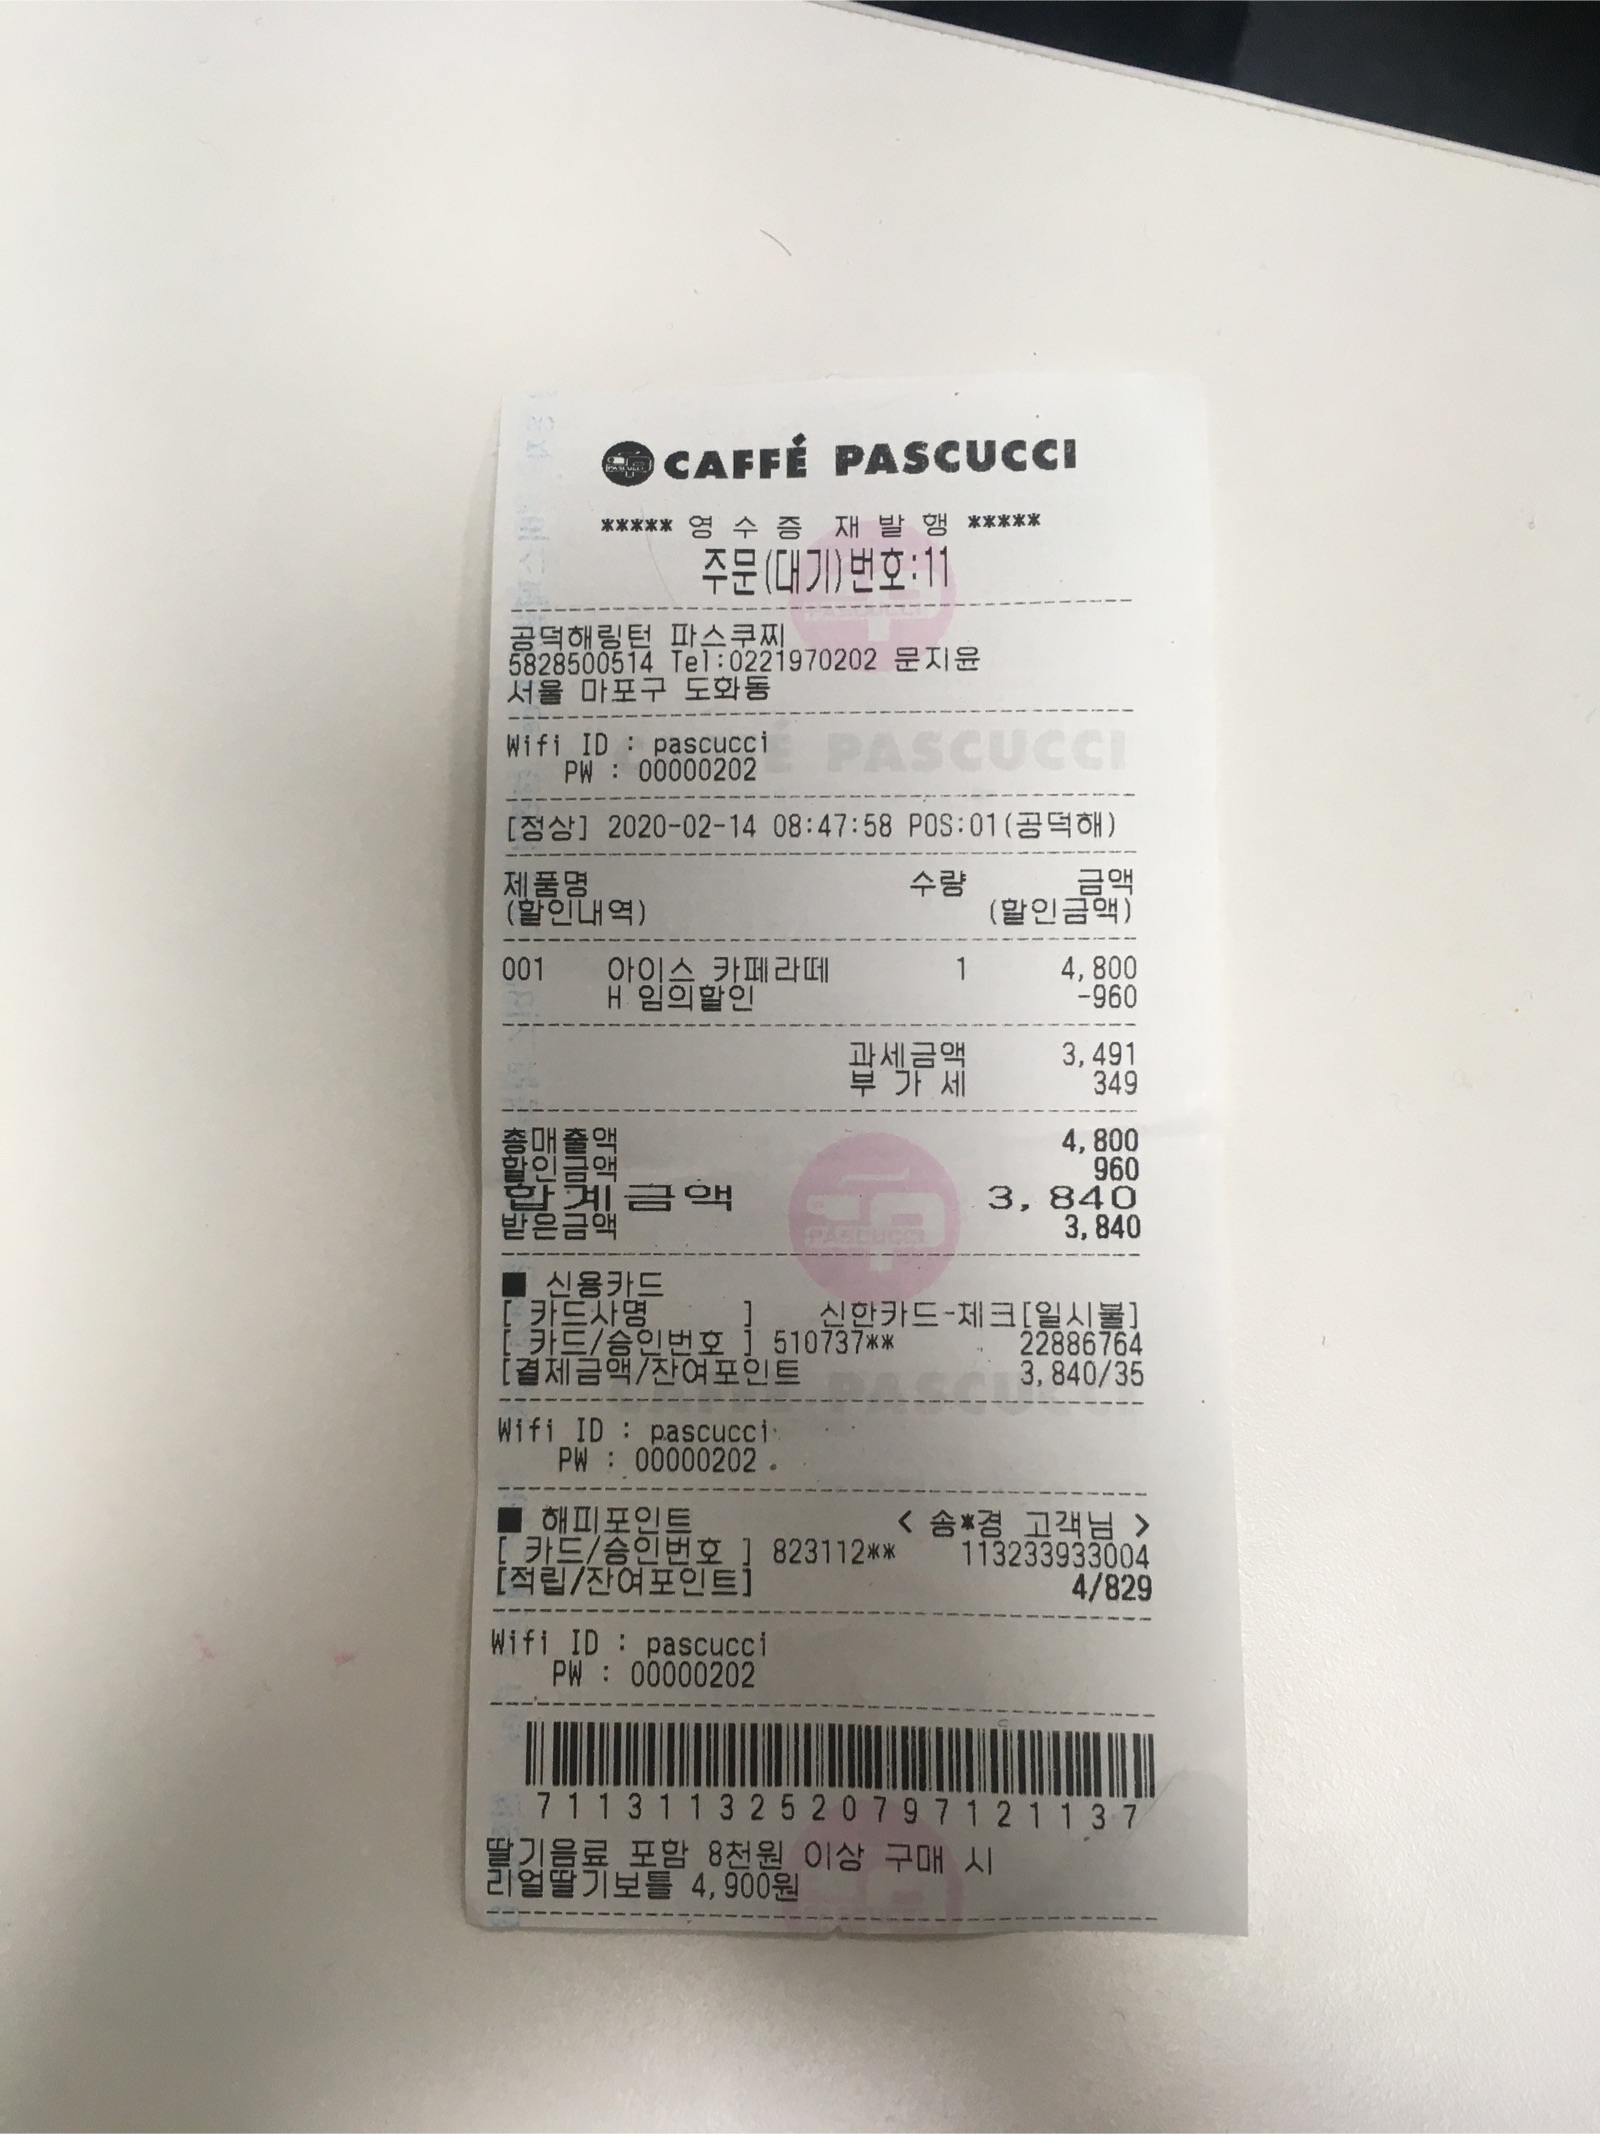 CAFFÉ PASCUCCI
***** 영 수 증 재 발 행 *****
주문(대기)번호:11
공덕해링턴 파스쿠찌
5828500514 Tel:0221970202 문지윤
서울 마포구 도화동
Wifi ID : pascucci
PW : 00000202
[정상] 2020-02-14 08:47:58 POS:01(공덕해)
제품명 수량 금액
(할인내역) (할인금액)
001 아이스 카페라떼 1 4,800
H 임의할인 -960
과세금액 3,491
부 가 세 349
총매출액 4,800
할인금액 960
합계금액 3,840
받은금액 3,840
■ 신용카드
[ 카드사명 ] 신한카드-체크[일시불]
[ 카드/승인번호 ] 510737** 22886764
[결제금액/잔여포인트 3,840/35
Wifi ID : pascucci
PW : 00000202
■ 해피포인트 < 송*경 고객님 >
[ 카드/승인번호 ] 823112** 113233933004
[적립/잔여포인트] 4/829
Wifi ID : pascucci
PW : 00000202
71131132520797121137
딸기음료 포함 8천원 이상 구매 시
리얼딸기보틀 4,900원